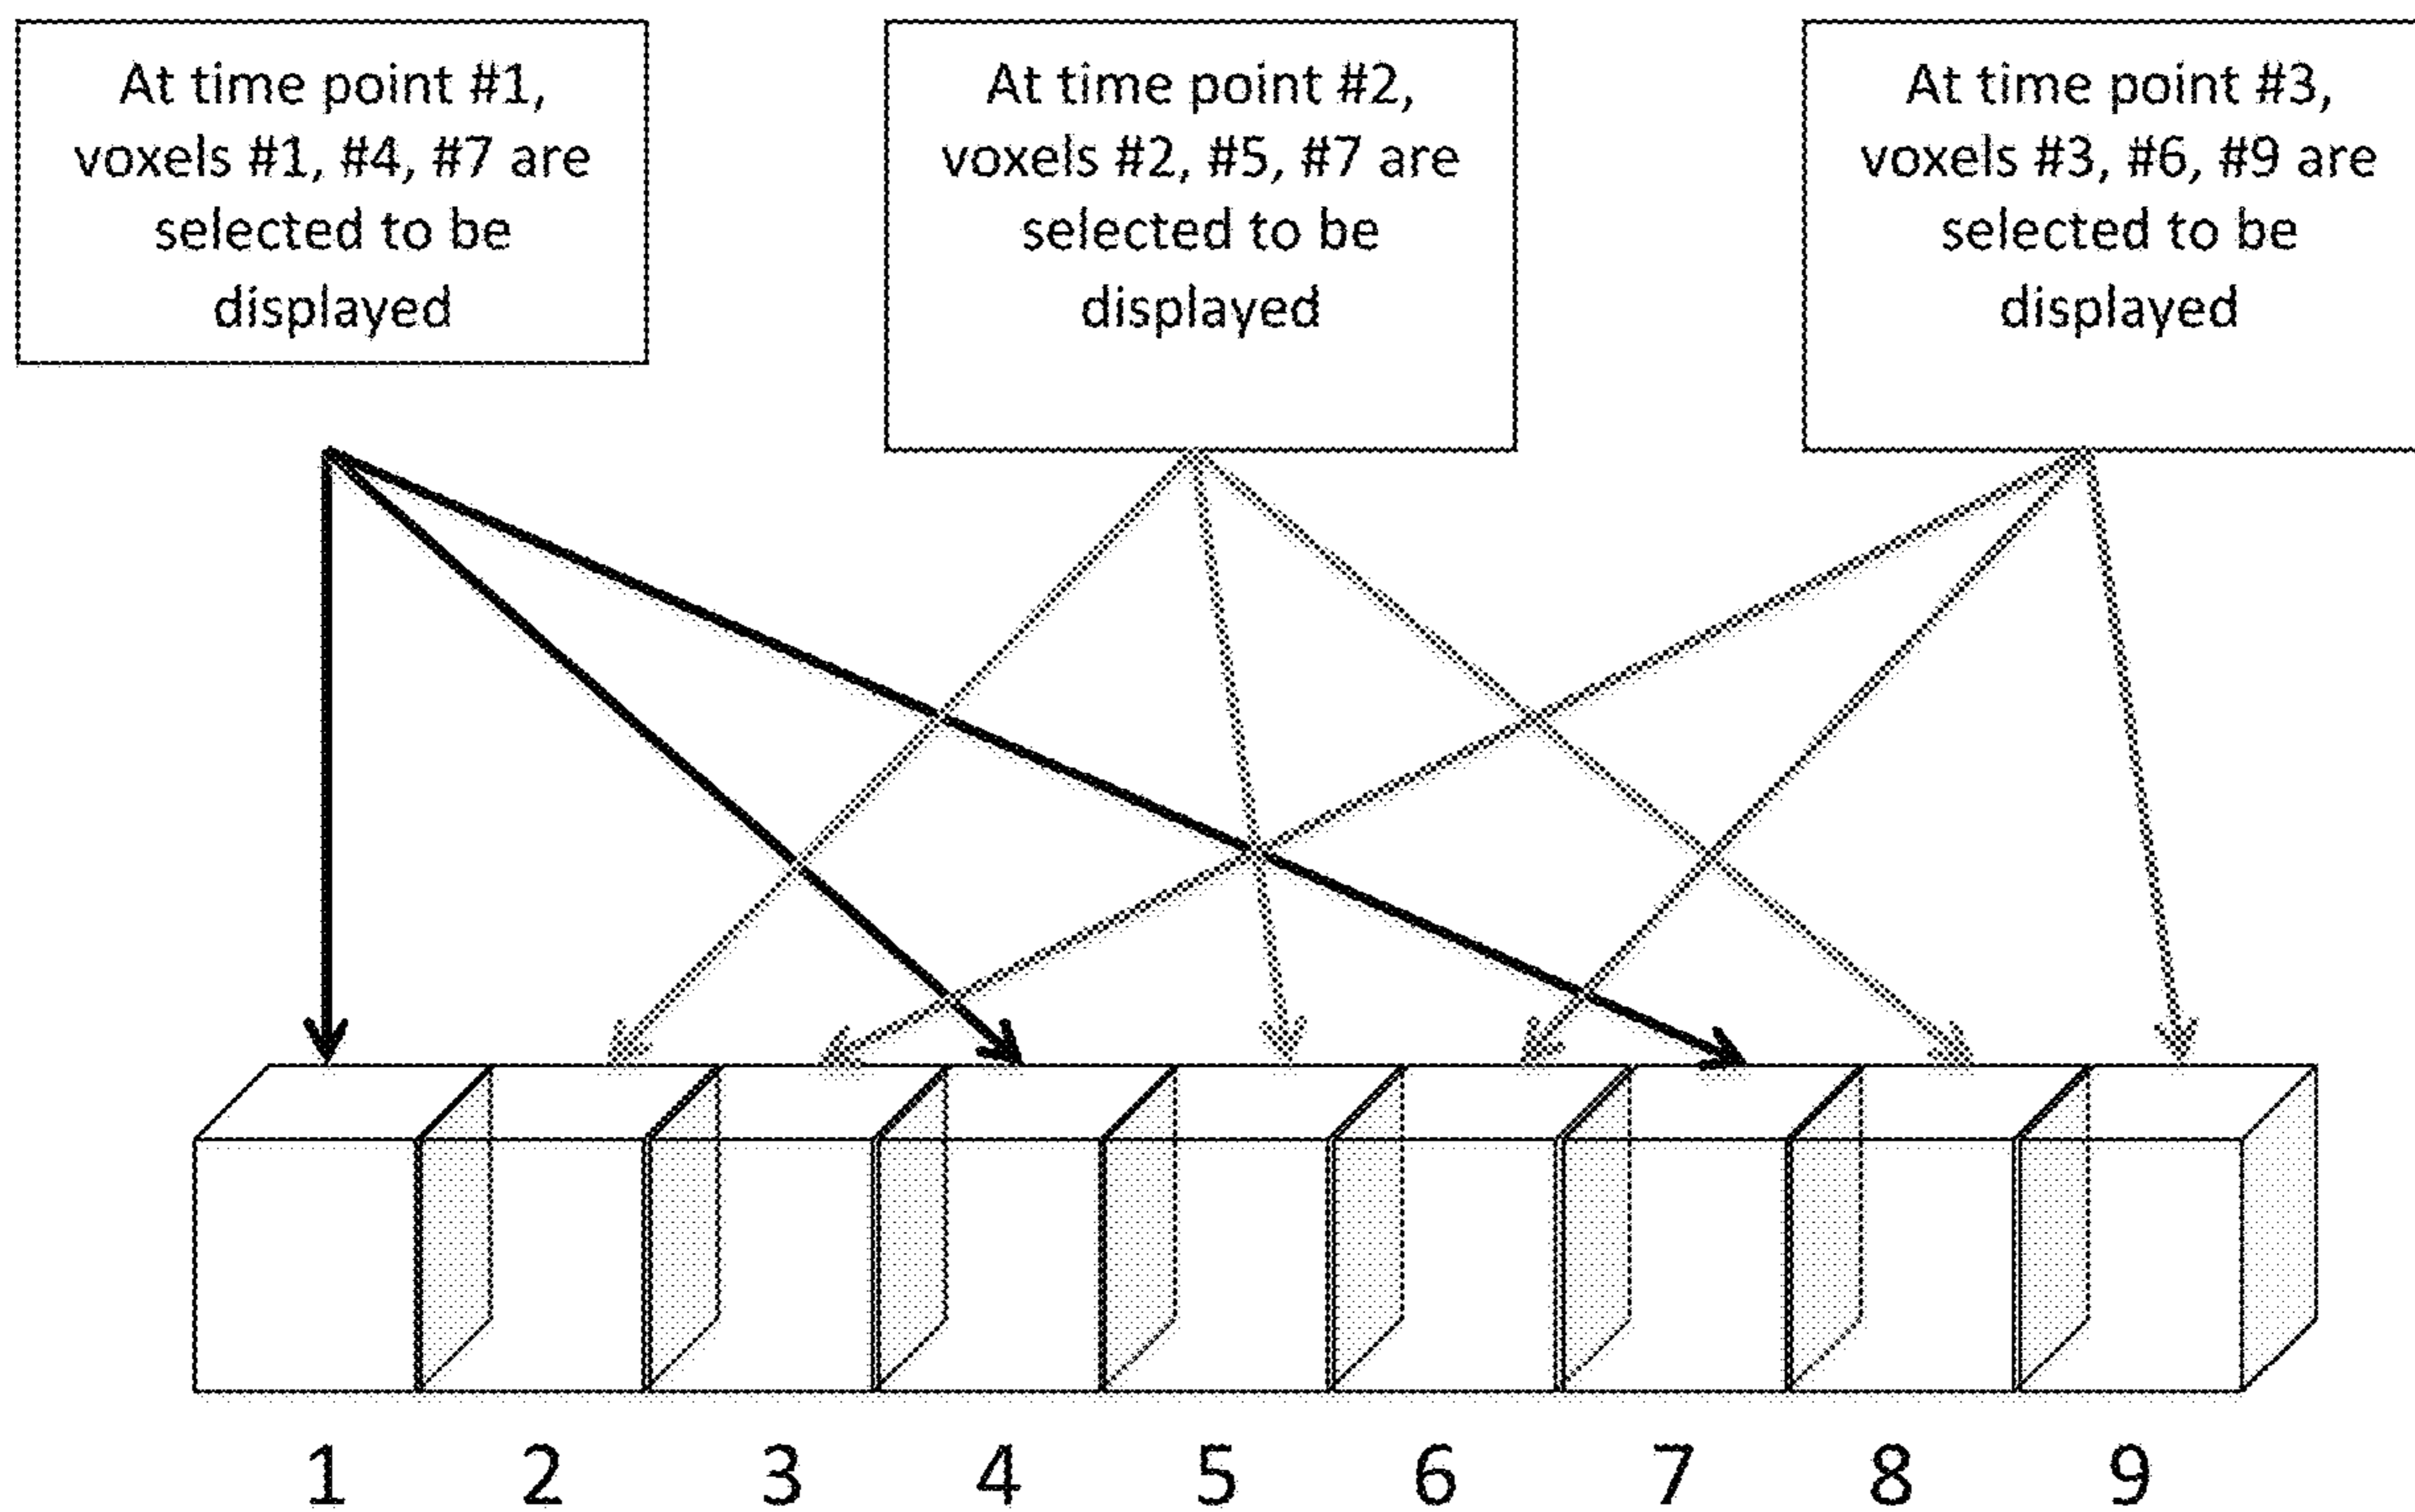 At time point #1,
voxels #1, #4, #7 are
selected to be
displayed
At time point #2,
voxels #2, #5, #7 are
selected to be
displayed
At time point #3,
voxels #3, #6, #9 are
selected to be
displayed
1 2 3 4 5 6 7 8 9